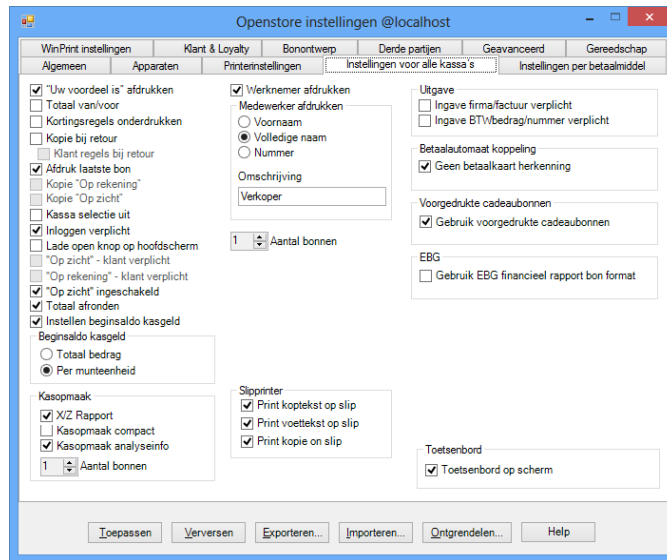 Openstore instellingen @localhost
WinPrint instellingen
Klant & Loyalty
Bonontwerp
Derde partijen
Geavanceerd
Gereedschap
Algemeen
Apparaten
Printerinstellingen
Instellingen voor alle kassa's
Instellingen per betaalmiddel
"Uw voordeel is" afdrukken
Totaal van/voor
Kortingsregels onderdrukken
Kopie bij retour
Klant regels bij retour
Afdruk laatste bon
Kopie "Op rekening"
Kopie "Op zicht"
Kassa selectie uit
Inloggen verplicht
Lade open knop op hoofdscherm
"Op zicht" - klant verplicht
"Op rekening" - klant verplicht
"Op zicht" ingeschakeld
Totaal afronden
Instellen beginsaldo kasgeld
Beginsaldo kasgeld
Totaal bedrag
Per munteenheid
Kasopmaak
X/Z Rapport
Kasopmaak compact
Kasopmaak analyseinfo
1 Aantal bonnen
Werknemer afdrukken
Medewerker afdrukken
Voornaam
Volledige naam
Nummer
Omschrijving
Verkoper
1 Aantal bonnen
Slipprinter
Print koptekst op slip
Print voettekst op slip
Print kopie on slip
Uitgave
Ingave firma/factuur verplicht
Ingave BTWbedrag/nummer verplicht
Betaalautomaat koppeling
Geen betaalkaart herkenning
Voorgedrukte cadeaubonnen
Gebruik voorgedrukte cadeaubonnen
EBG
Gebruik EBG financieel rapport bon format
Toetsenbord
Toetsenbord op scherm
Toepassen
Verversen
Exporteren...
Importeren...
Ontgrendelen...
Help